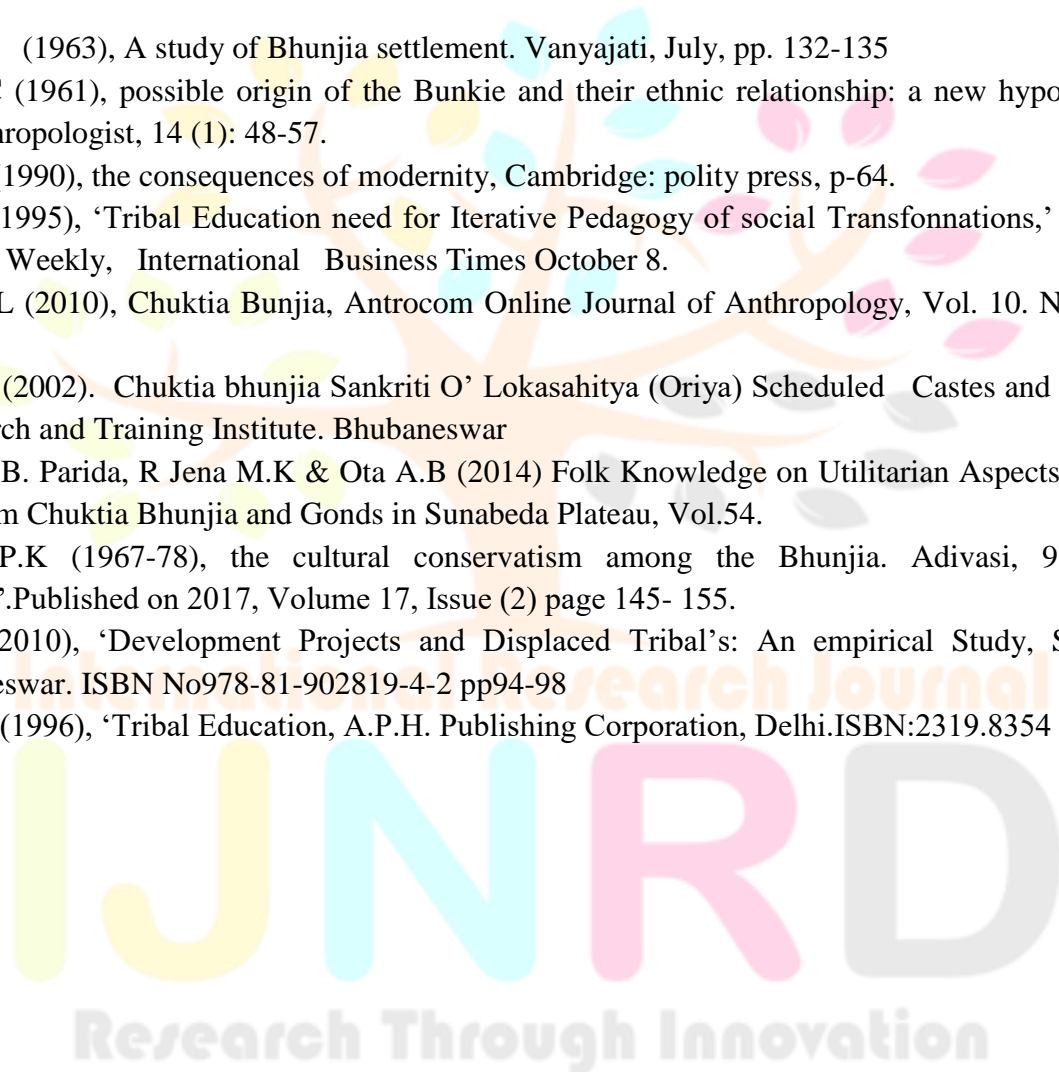 (1963), A study of Bhunjia settlement. Vanyajati, July, pp. 132-135
(1961), possible origin of the Bunkie and their ethnic relationship: a new hypo
hropologist, 14 (1): 48-57.
1990), the consequences of modernity, Cambridge: polity press, p-64.
1995), ‘Tribal Education need for Iterative Pedagogy of social Transfonnations,’
Weekly, International Business Times October 8.
L (2010), Chuktia Bunjia, Antrocom Online Journal of Anthropology, Vol. 10. N
(2002). Chuktia bhunjia Sankriti O’ Lokasahitya (Oriya) Scheduled Castes and
rch and Training Institute. Bhubaneswar
B. Parida, R Jena M.K & Ota A.B (2014) Folk Knowledge on Utilitarian Aspects
m Chuktia Bhunjia and Gonds in Sunabeda Plateau, Vol.54.
P.K (1967-78), the cultural conservatism among the Bhunjia. Adivasi, 9
’.Published on 2017, Volume 17, Issue (2) page 145- 155.
2010), ‘Development Projects and Displaced Tribal’s: An empirical Study, S
eswar. ISBN No978-81-902819-4-2 pp94-98
International Research Journal
(1996), ‘Tribal Education, A.P.H. Publishing Corporation, Delhi.ISBN:2319.8354
IJNRD
Research Through Innovation